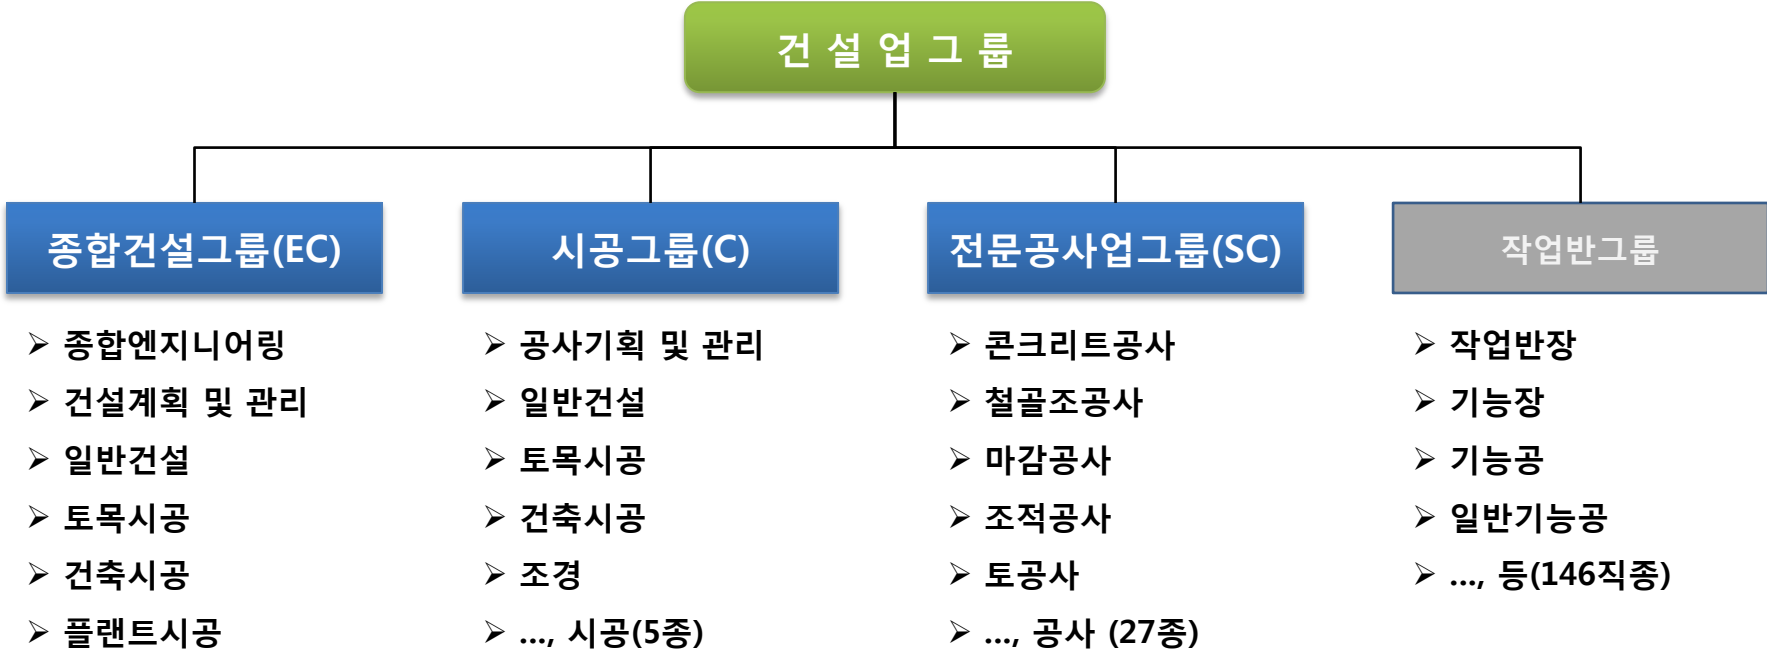 건 설 업 그 룹
종합건설그룹(EC)
종합엔지니어링
건설계획 및 관리
일반건설
토목시공
건축시공
플랜트시공
시공그룹(C)
공사기획 및 관리
일반건설
토목시공
건축시공
조경
..., 시공(5종)
전문공사업그룹(SC)
콘크리트공사
철골조공사
마감공사
조적공사
토공사
..., 공사 (27종)
작업반그룹
작업반장
기능장
기능공
일반기능공
..., 등(146직종)